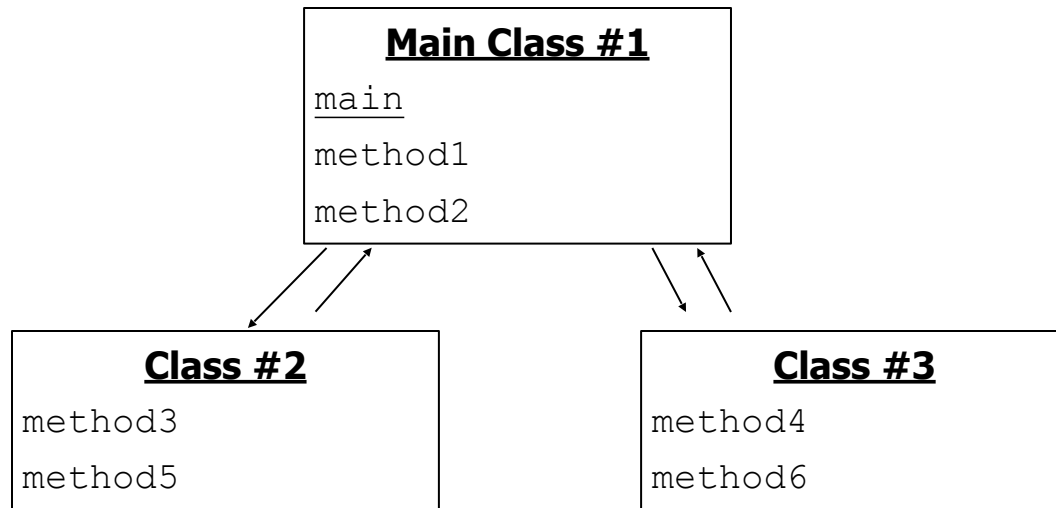 Main Class #1
main
method1
method2
Class #2
method3
method5
Class #3
method4
method6